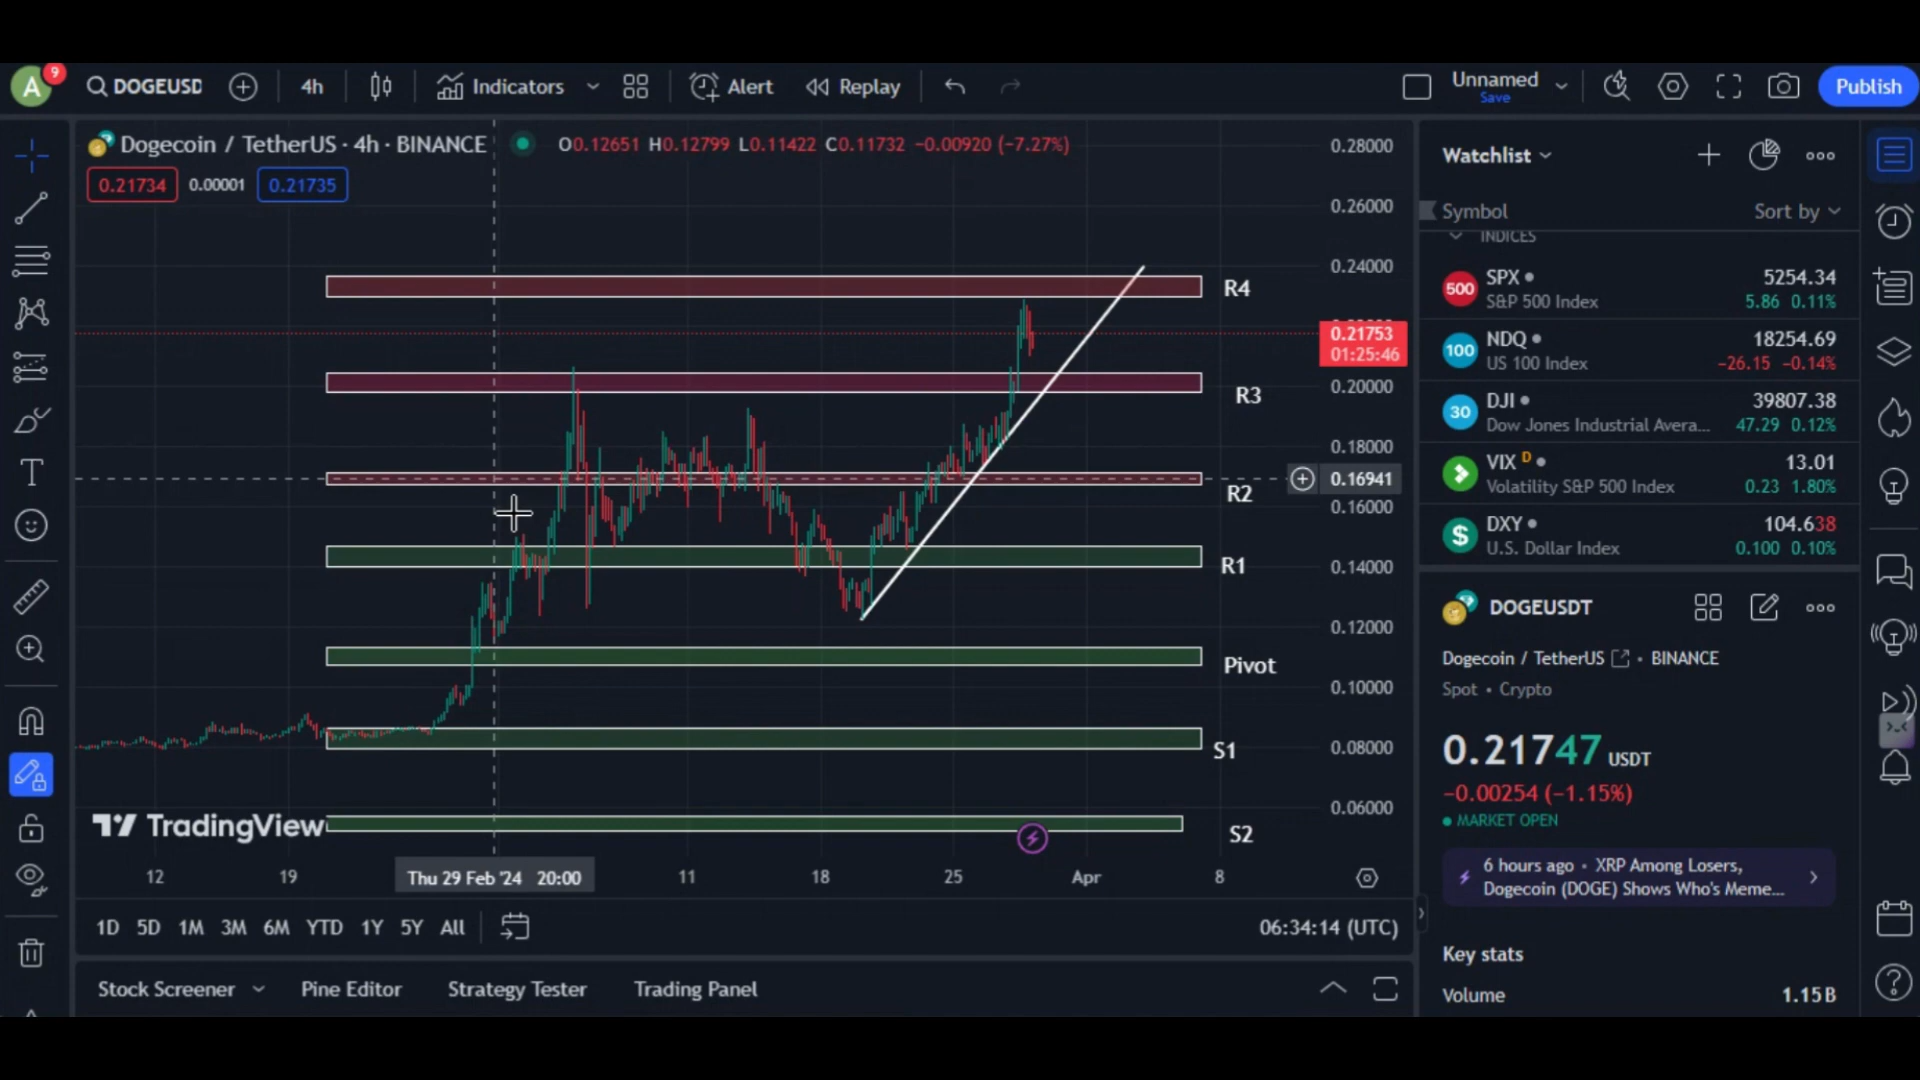 A 9 DOGEUSD 4h Indicators Alert Replay Unnamed Save Publish
Dogecoin / TetherUS · 4h · BINANCE O0.12651 H0.12799 L0.11422 C0.11732 −0.00920 (−7.27%)
0.21734 0.00001 0.21735
0.28000
0.26000
0.24000
0.21753
01:25:46
0.20000
0.18000
0.16941
0.16000
0.14000
0.12000
0.10000
0.08000
0.06000
R4
R3
R2
R1
Pivot
S1
S2
TradingView
12 19 Thu 29 Feb '24 20:00 11 18 25 Apr 8
1D 5D 1M 3M 6M YTD 1Y 5Y All 06:34:14 (UTC)
Stock Screener Pine Editor Strategy Tester Trading Panel
Watchlist
Symbol Sort by
INDICES
500 SPX 5254.34
S&P 500 Index 5.86 0.11%
100 NDQ 18254.69
US 100 Index −26.15 −0.14%
30 DJI 39807.38
Dow Jones Industrial Avera... 47.29 0.12%
VIX D 13.01
Volatility S&P 500 Index 0.23 1.80%
$ DXY 104.638
U.S. Dollar Index 0.100 0.10%
DOGEUSDT
Dogecoin / TetherUS • BINANCE
Spot • Crypto
0.21747 USDT
−0.00254 (−1.15%)
MARKET OPEN
6 hours ago • XRP Among Losers,
Dogecoin (DOGE) Shows Who's Meme...
Key stats
Volume 1.15B